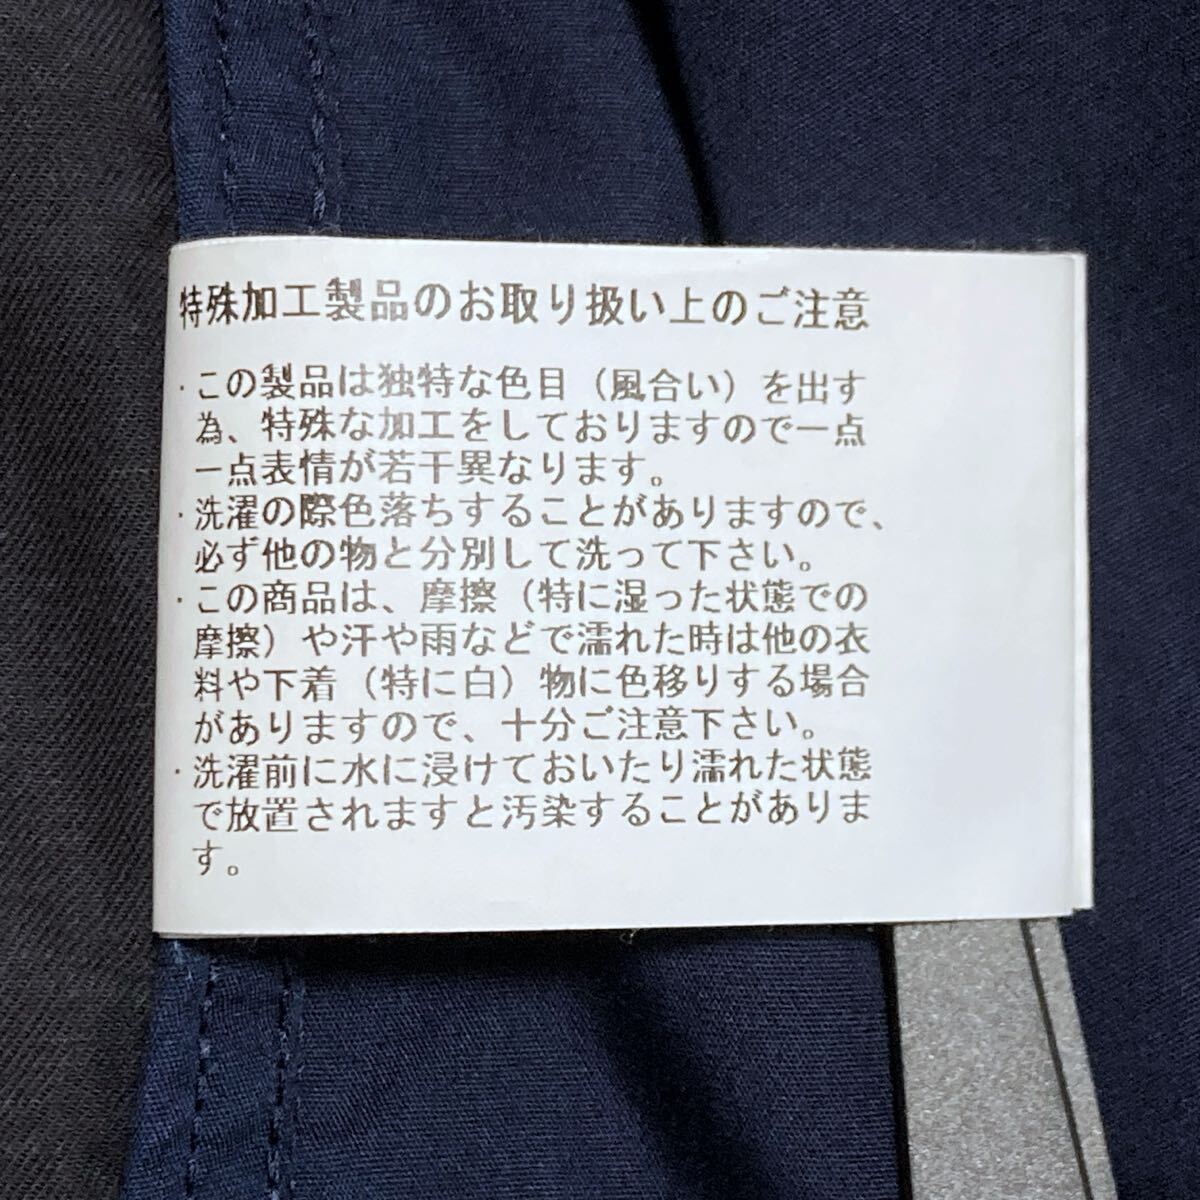 特殊加工製品のお取り扱い上のご注意
・この製品は独特な色目（風合い）を出す
為、特殊な加工をしておりますので一点
一点表情が若干異なります。
・洗濯の際色落ちすることがありますので、
必ず他の物と分別して洗って下さい。
・この商品は、摩擦（特に湿った状態での
摩擦）や汗や雨などで濡れた時は他の衣
料や下着（特に白）物に色移りする場合
がありますので、十分ご注意下さい。
・洗濯前に水に浸けておいたり濡れた状態
で放置されますと汚染することがありま
す。